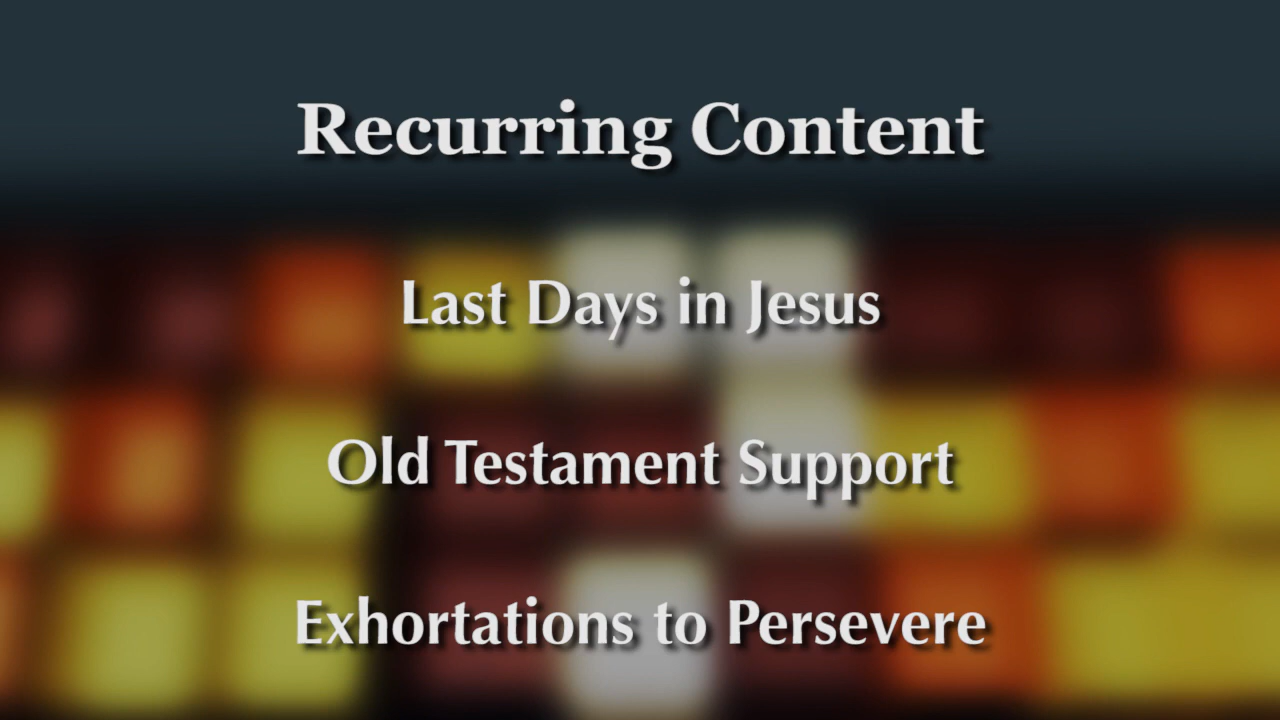 Recurring Content
Last Days in Jesus
Old Testament Support
Exhortations to Persevere